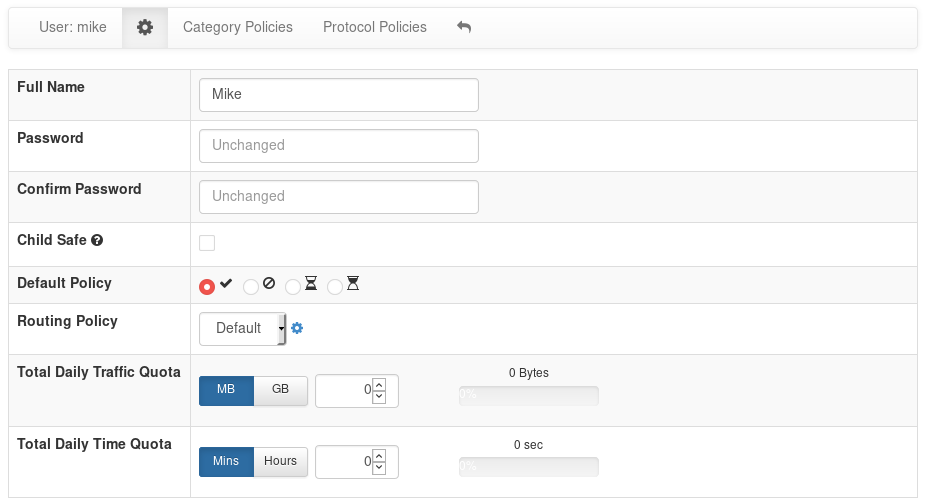 User: mike Category Policies Protocol Policies
Full Name Mike
Password Unchanged
Confirm Password Unchanged
Child Safe ?
Default Policy
Routing Policy Default
Total Daily Traffic Quota MB GB 0 0 Bytes
0%
Total Daily Time Quota Mins Hours 0 0 sec
0%